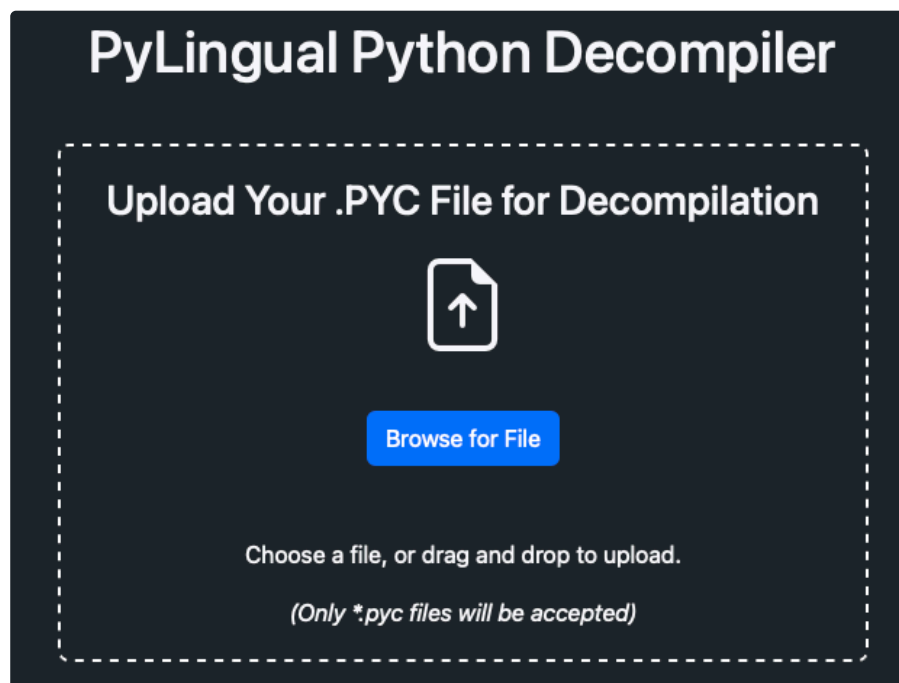 PyLingual Python Decompiler
Upload Your .PYC File for Decompilation
Browse for File
Choose a file, or drag and drop to upload.
(Only *.pyc files will be accepted)